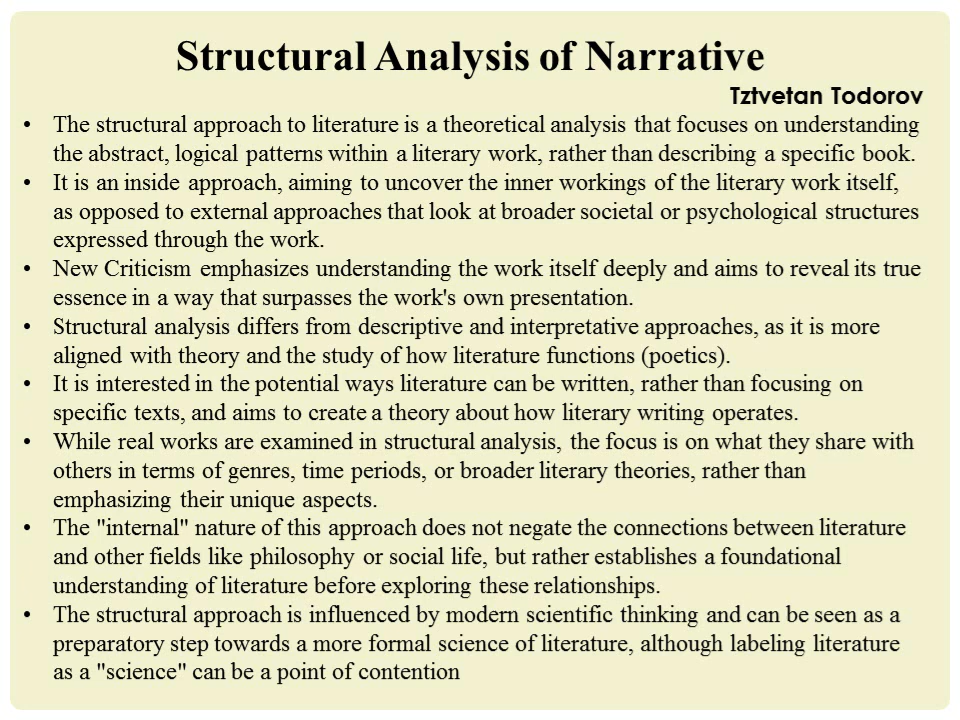 Structural Analysis of Narrative
Tztvetan Todorov
• The structural approach to literature is a theoretical analysis that focuses on understanding
the abstract, logical patterns within a literary work, rather than describing a specific book.
• It is an inside approach, aiming to uncover the inner workings of the literary work itself,
as opposed to external approaches that look at broader societal or psychological structures
expressed through the work.
• New Criticism emphasizes understanding the work itself deeply and aims to reveal its true
essence in a way that surpasses the work's own presentation.
• Structural analysis differs from descriptive and interpretative approaches, as it is more
aligned with theory and the study of how literature functions (poetics).
• It is interested in the potential ways literature can be written, rather than focusing on
specific texts, and aims to create a theory about how literary writing operates.
• While real works are examined in structural analysis, the focus is on what they share with
others in terms of genres, time periods, or broader literary theories, rather than
emphasizing their unique aspects.
• The "internal" nature of this approach does not negate the connections between literature
and other fields like philosophy or social life, but rather establishes a foundational
understanding of literature before exploring these relationships.
• The structural approach is influenced by modern scientific thinking and can be seen as a
preparatory step towards a more formal science of literature, although labeling literature
as a "science" can be a point of contention